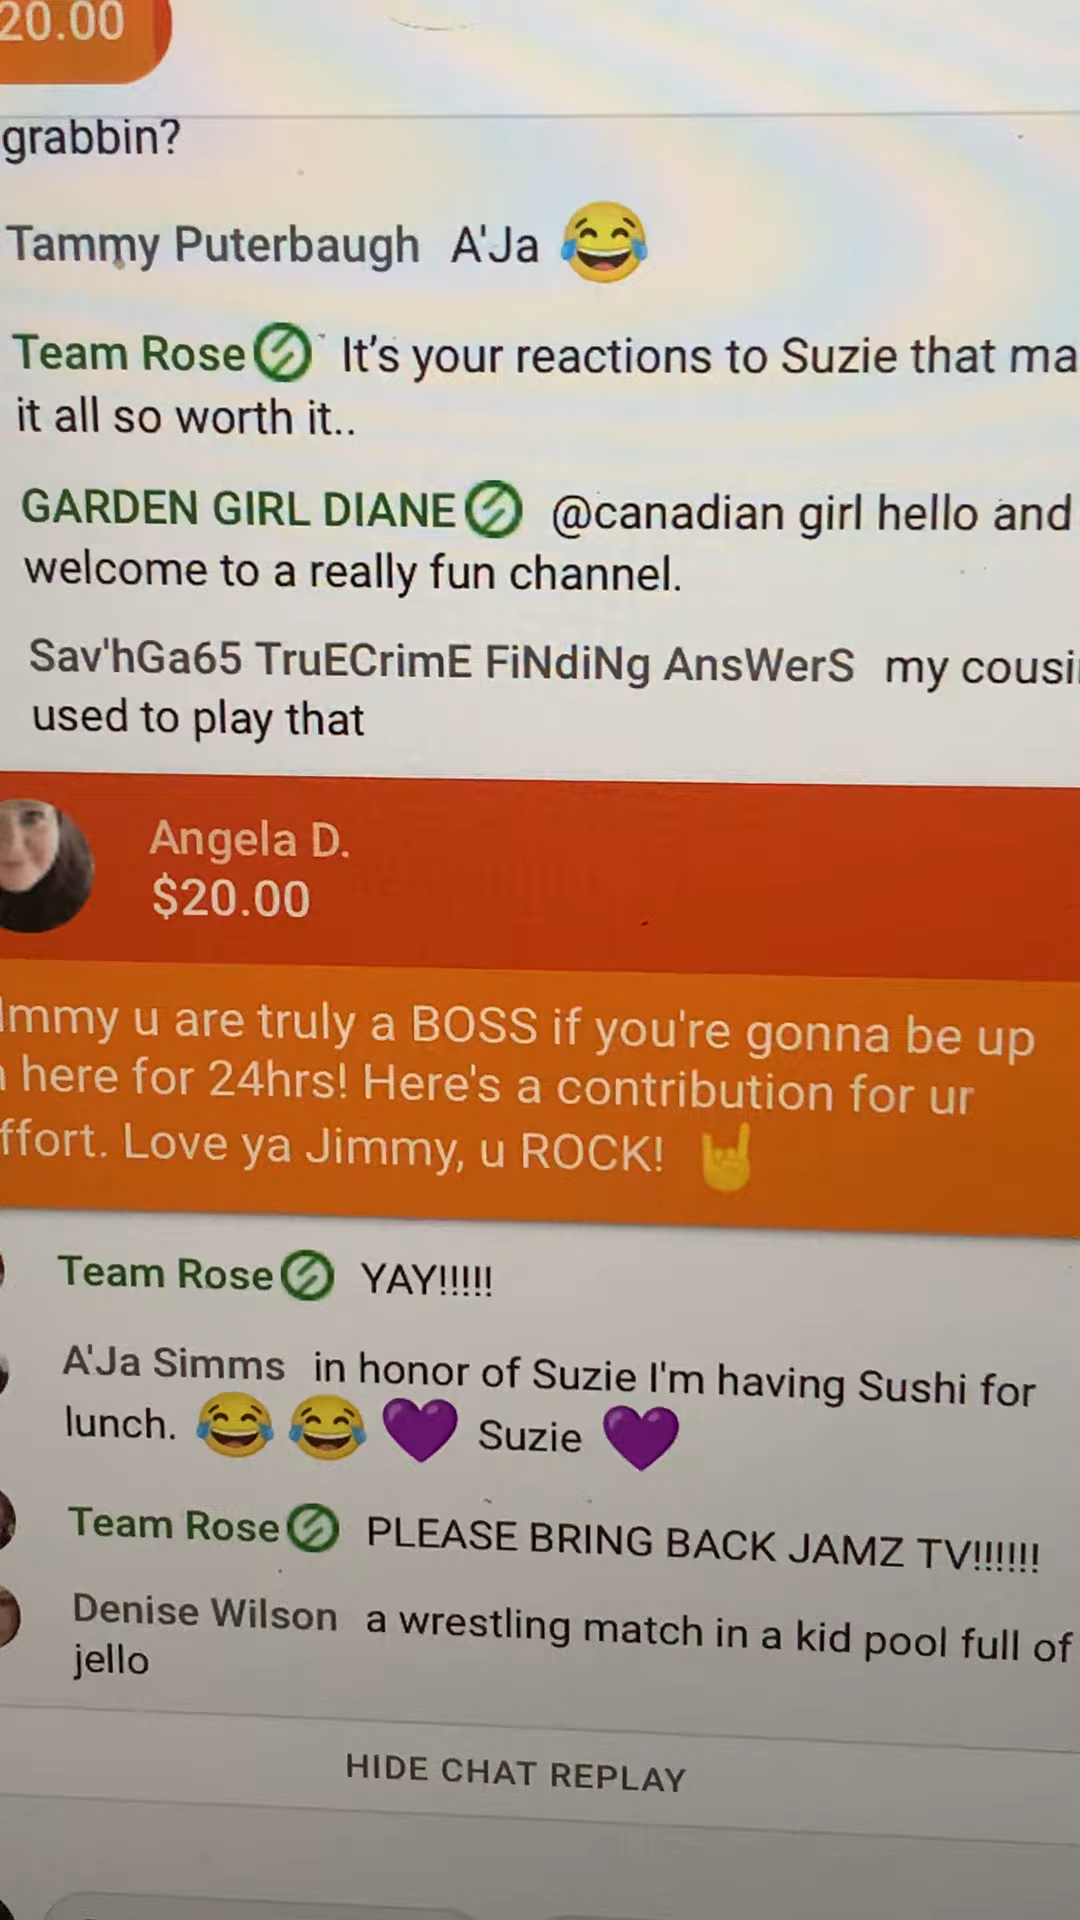 20.00
grabbin?
Tammy Puterbaugh A'Ja 😂
Team Rose It's your reactions to Suzie that
it all so worth it..
GARDEN GIRL DIANE @canadian girl hello and
welcome to a really fun channel.
Sav'hGa65 TruECrimE FiNdiNg AnsWerS my
used to play that
Angela D.
$20.00
u are truly a BOSS if you're gonna be up
here for 24hrs! Here's a contribution for ur
Love ya Jimmy, u ROCK! 🤘
Team Rose YAY!!!!!
A'Ja Simms in honor of Suzie I'm having Sushi for
lunch. 😂😂💜 Suzie 💜
Team Rose PLEASE BRING BACK JAMZ TV!!!!!!
Denise Wilson a wrestling match in a kid pool full of
jello
HIDE CHAT REPLAY